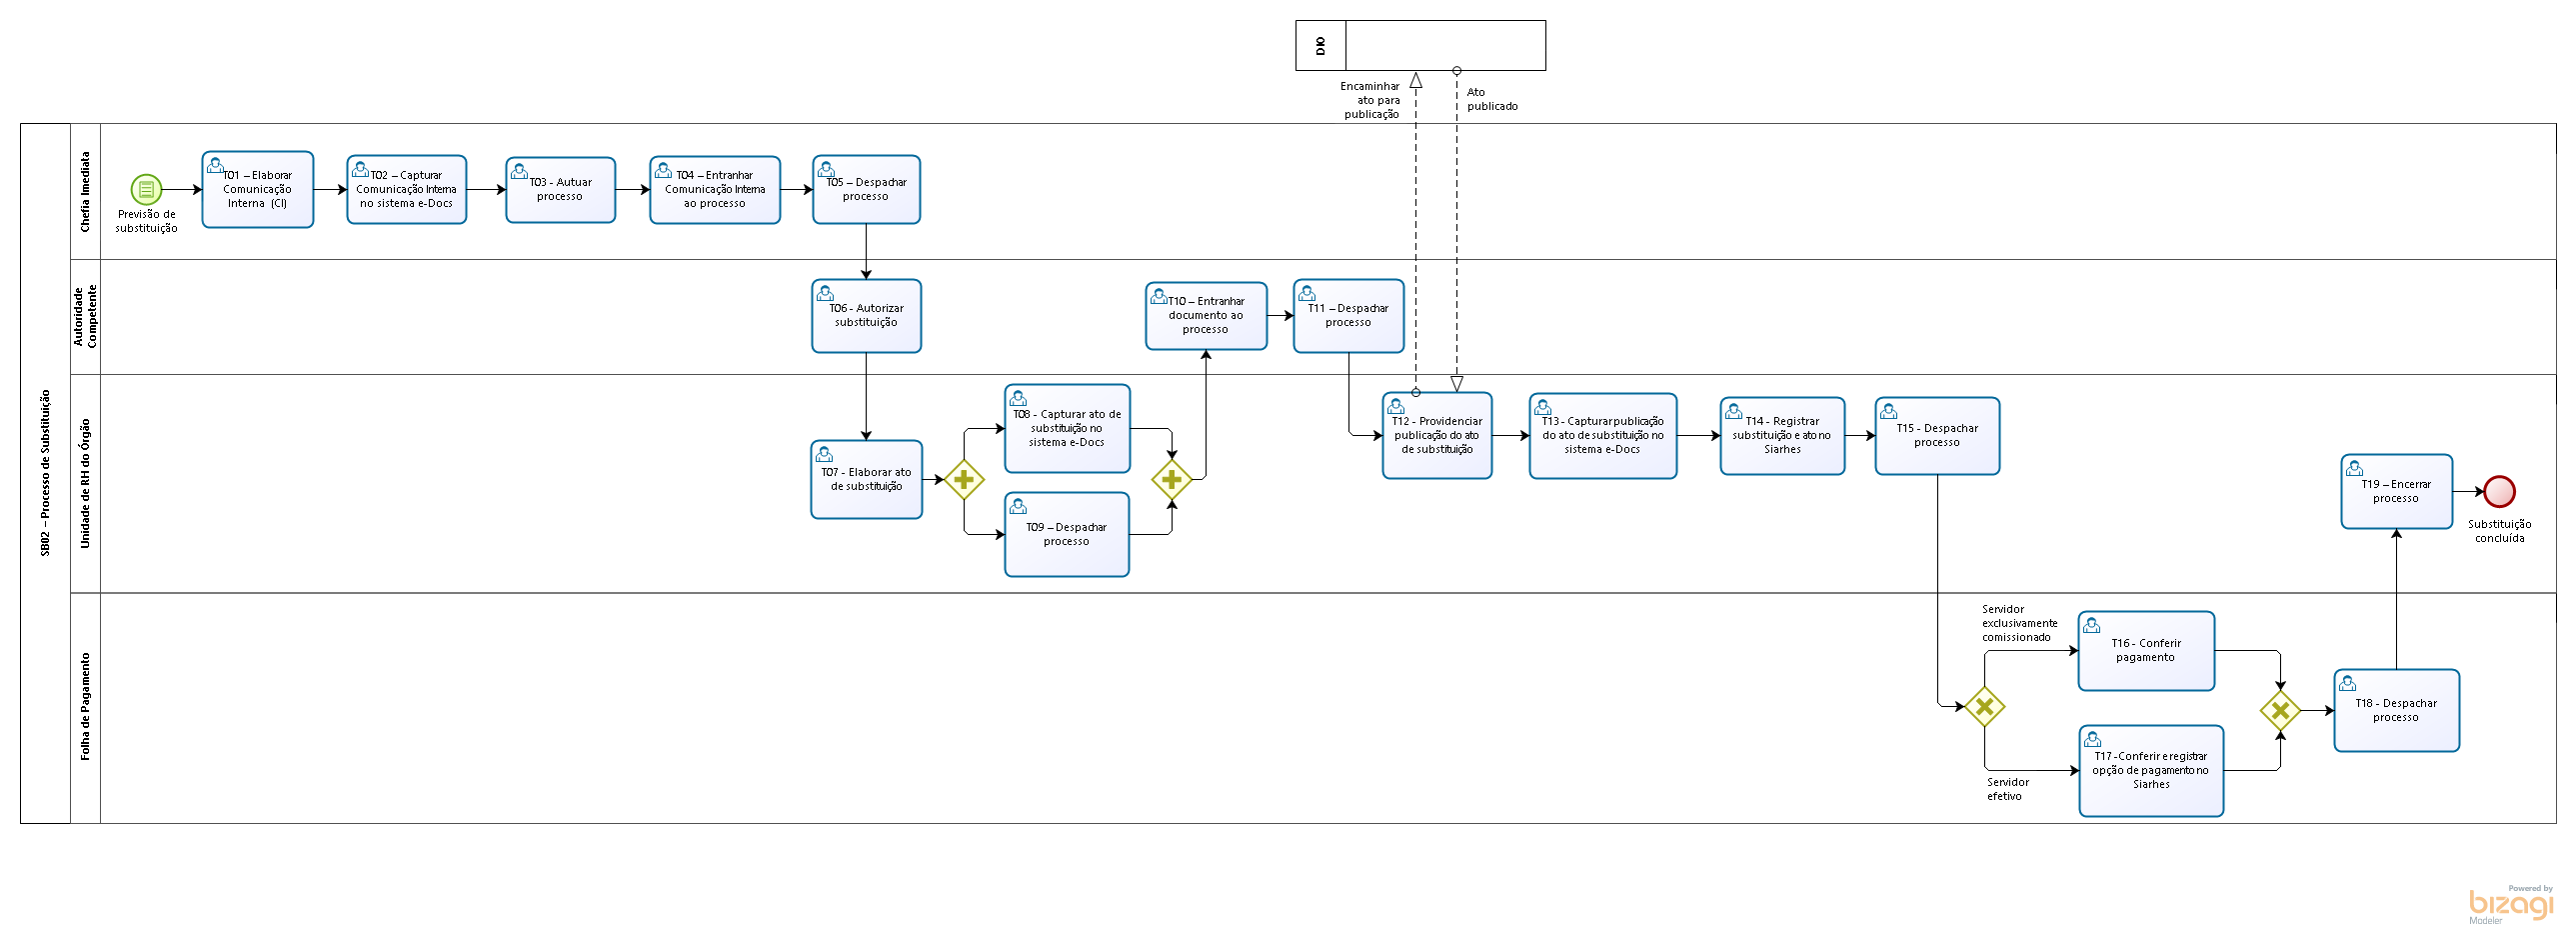 DIO
Encaminhar
ato para
publicação
Ato
publicado
SB02 – Processo de Substituição
Chefia Imediata
Previsão de
substituição
T01 – Elaborar
Comunicação
Interna (CI)
T02 – Capturar
Comunicação Interna
no sistema e-Docs
T03 - Autuar
processo
T04 – Entranhar
Comunicação Interna
ao processo
T05 – Despachar
processo
Autoridade
Competente
T06 - Autorizar
substituição
T10 – Entranhar
documento ao
processo
T11 – Despachar
processo
Unidade de RH do Órgão
T07 - Elaborar ato
de substituição
T08 - Capturar ato de
substituição no
sistema e-Docs
T09 – Despachar
processo
T12 - Providenciar
publicação do ato
de substituição
T13 - Capturar publicação
do ato de substituição no
sistema e-Docs
T14 - Registrar
substituição e ato no
Siarhes
T15 - Despachar
processo
T19 – Encerrar
processo
Substituição
concluída
Folha de Pagamento
Servidor
exclusivamente
comissionado
T16 - Conferir
pagamento
Servidor
efetivo
T17 - Conferir e registrar
opção de pagamento no
Siarhes
T18 - Despachar
processo
Powered by
bizagi
Modeler